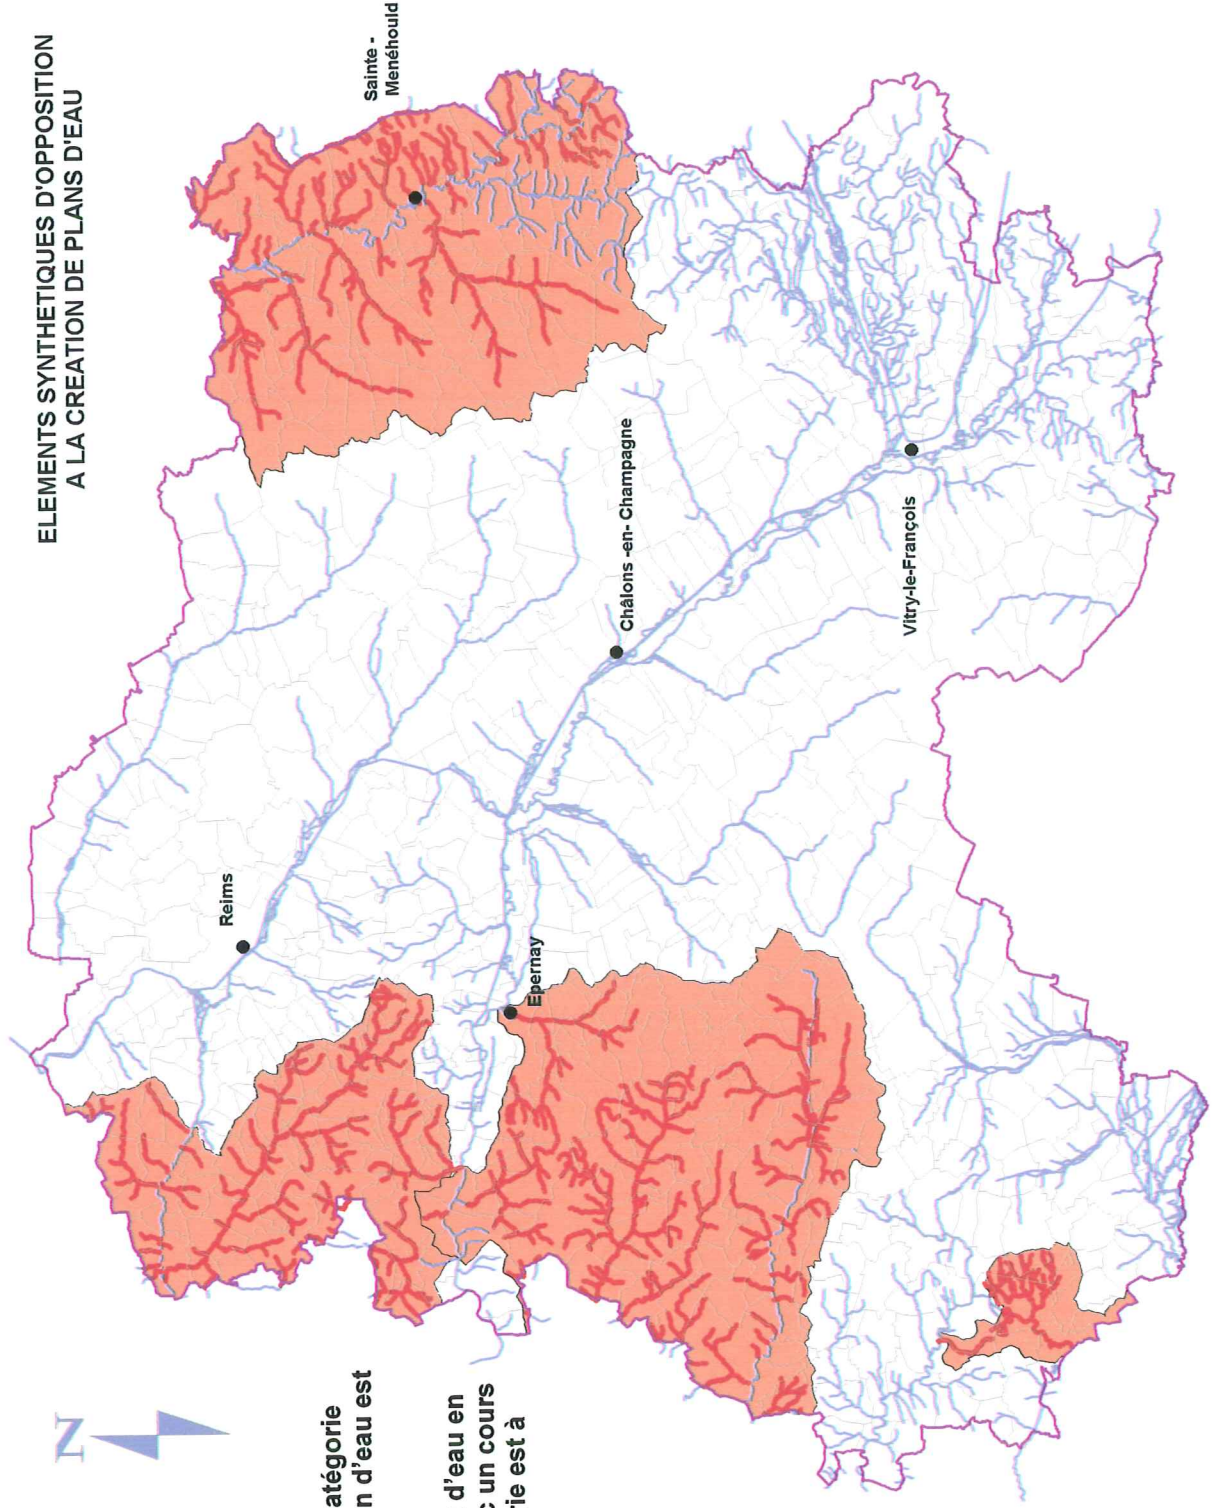 N
ELEMENTS SYNTHETIQUES D'OPPOSITION
A LA CREATION DE PLANS D'EAU
Reims
Sainte -
Menéhould
atégorie
n d'eau est
d'eau en
c un cours
rie est à
Epernay
Châlons -en- Champagne
Vitry-le-François